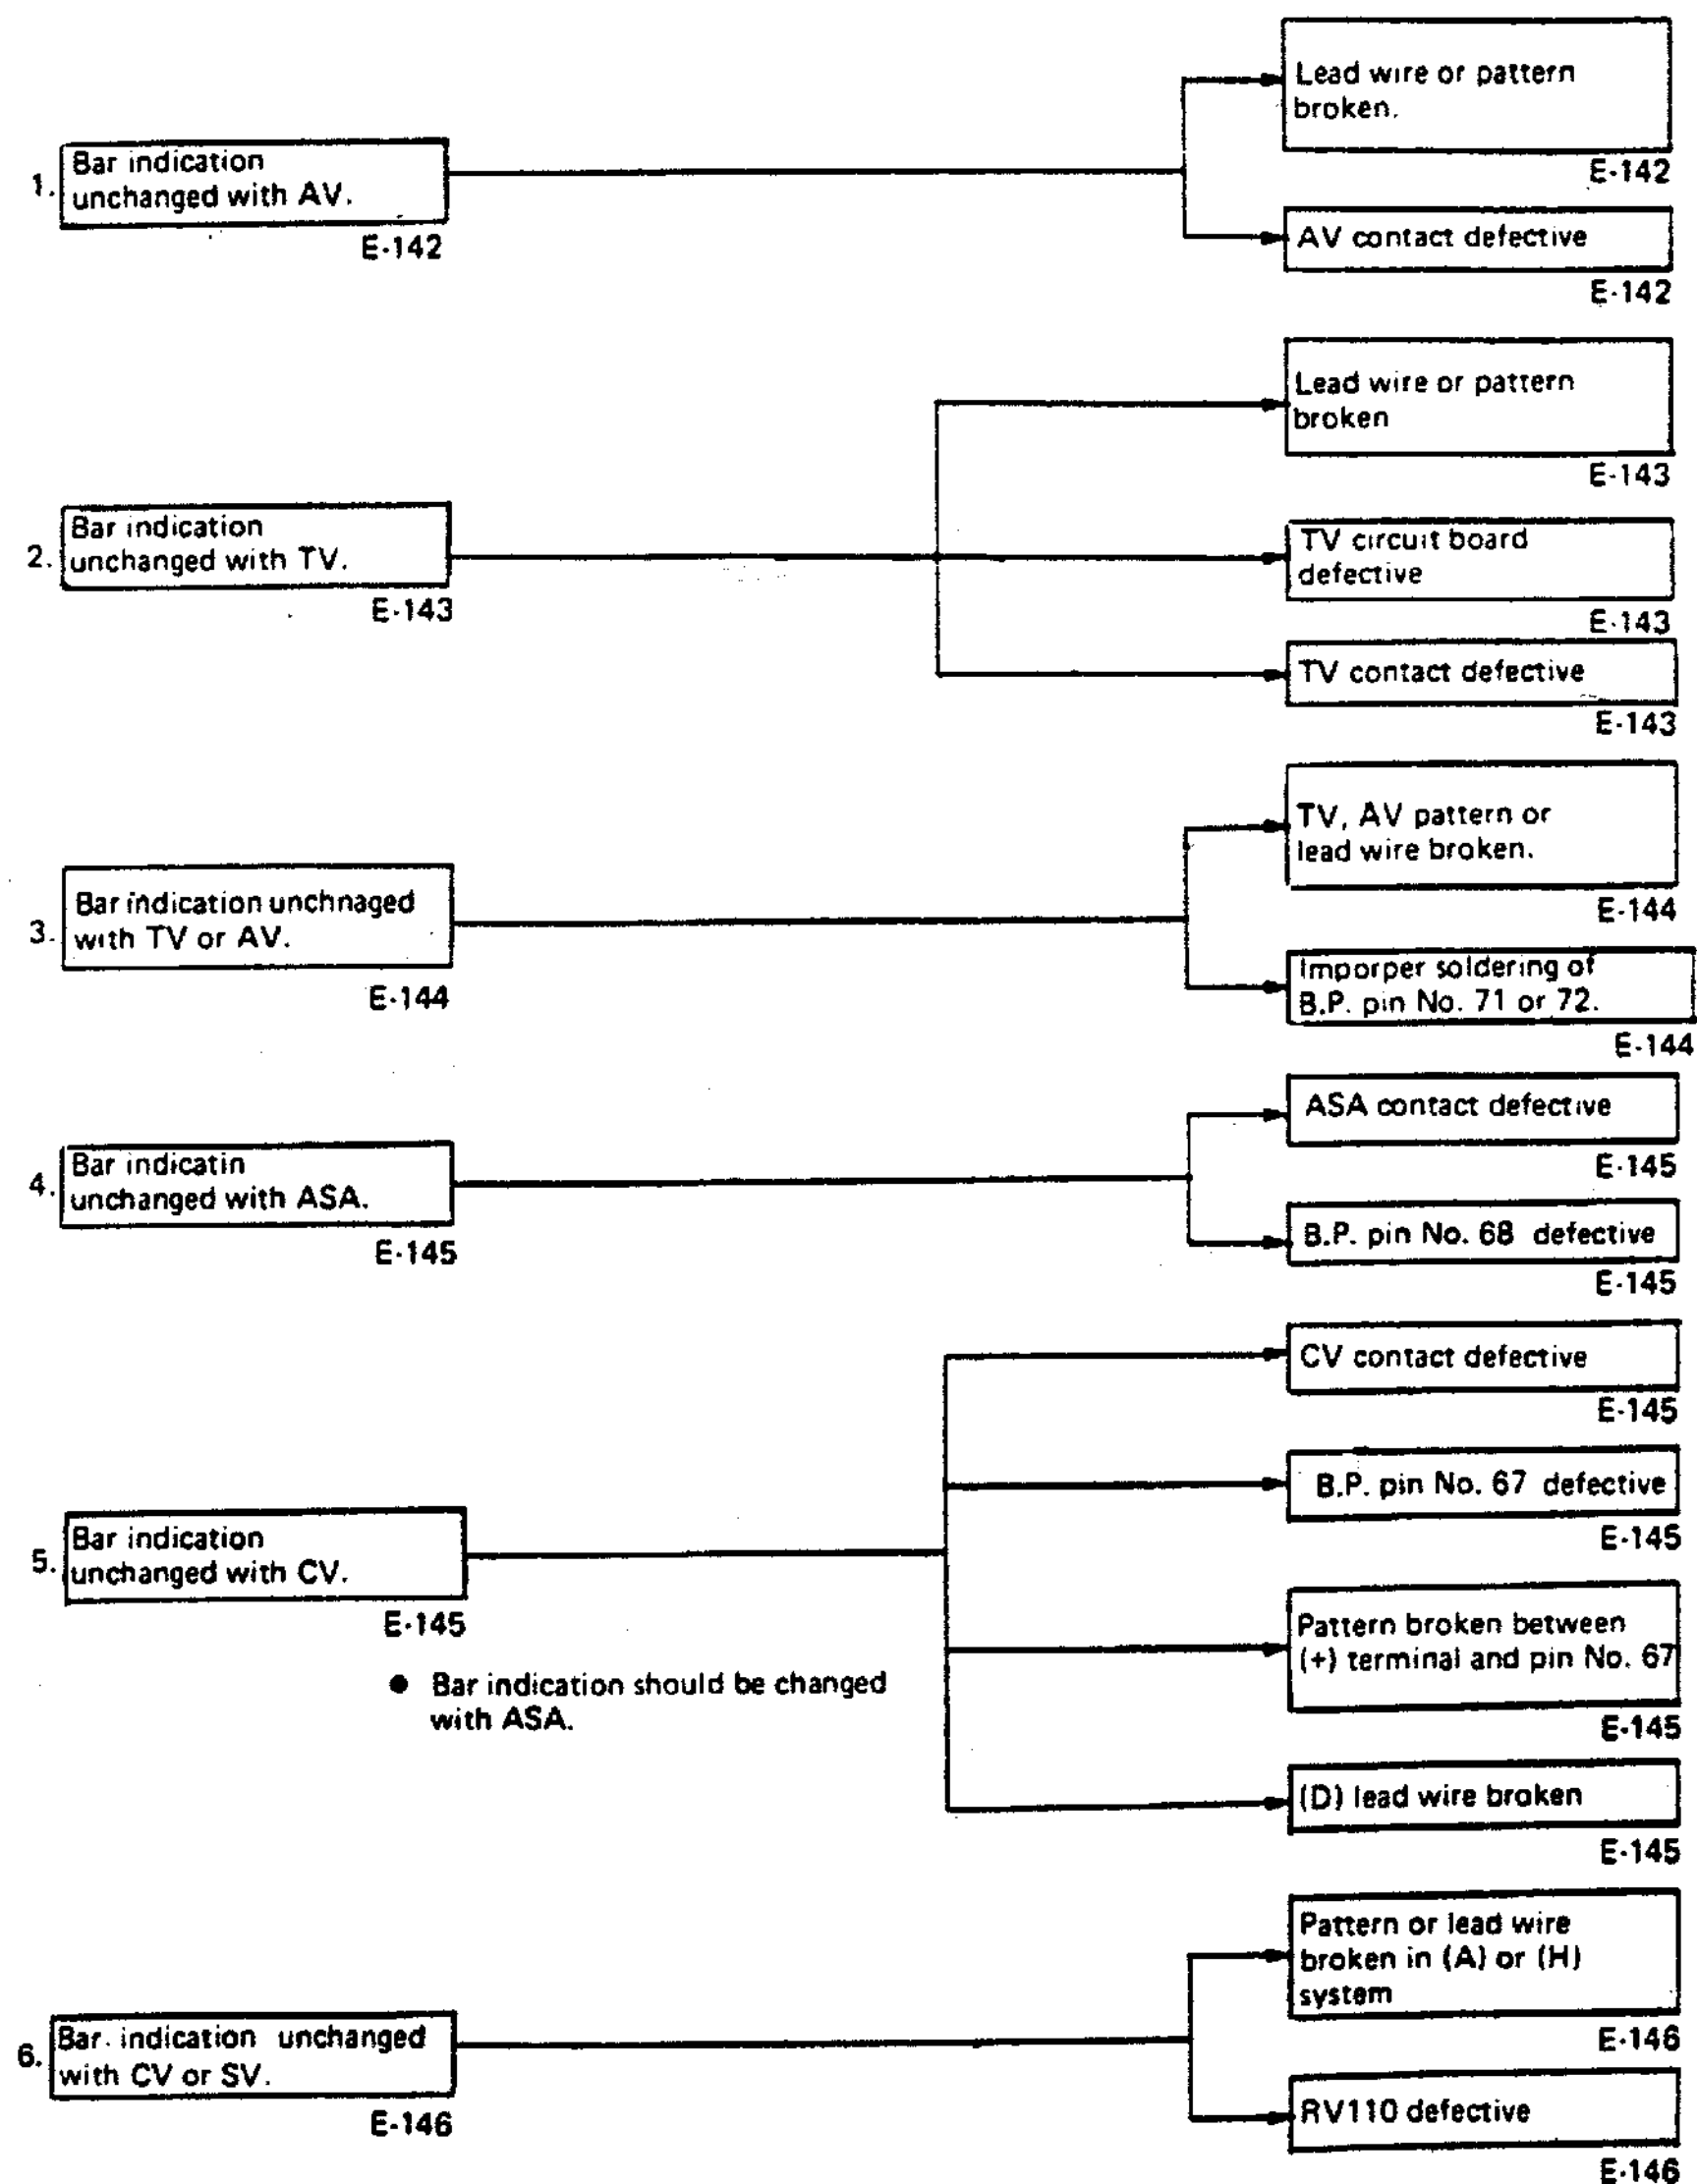 Lead wire or pattern
broken.
E-142
1. Bar indication
unchanged with AV.
E-142
AV contact defective
E-142
Lead wire or pattern
broken
E-143
2. Bar indication
unchanged with TV.
E-143
TV circuit board
defective
E-143
TV contact defective
E-143
TV, AV pattern or
lead wire broken.
E-144
3. Bar indication unchnaged
with TV or AV.
E-144
Imporper soldering of
B.P. pin No. 71 or 72.
E-144
ASA contact defective
E-145
4. Bar indicatin
unchanged with ASA.
E-145
B.P. pin No. 68 defective
E-145
CV contact defective
E-145
B.P. pin No. 67 defective
E-145
5. Bar indication
unchanged with CV.
E-145
● Bar indication should be changed
with ASA.
Pattern broken between
(+) terminal and pin No. 67
E-145
(D) lead wire broken
E-145
Pattern or lead wire
broken in (A) or (H)
system
E-146
6. Bar indication unchanged
with CV or SV.
E-146
RV110 defective
E-146